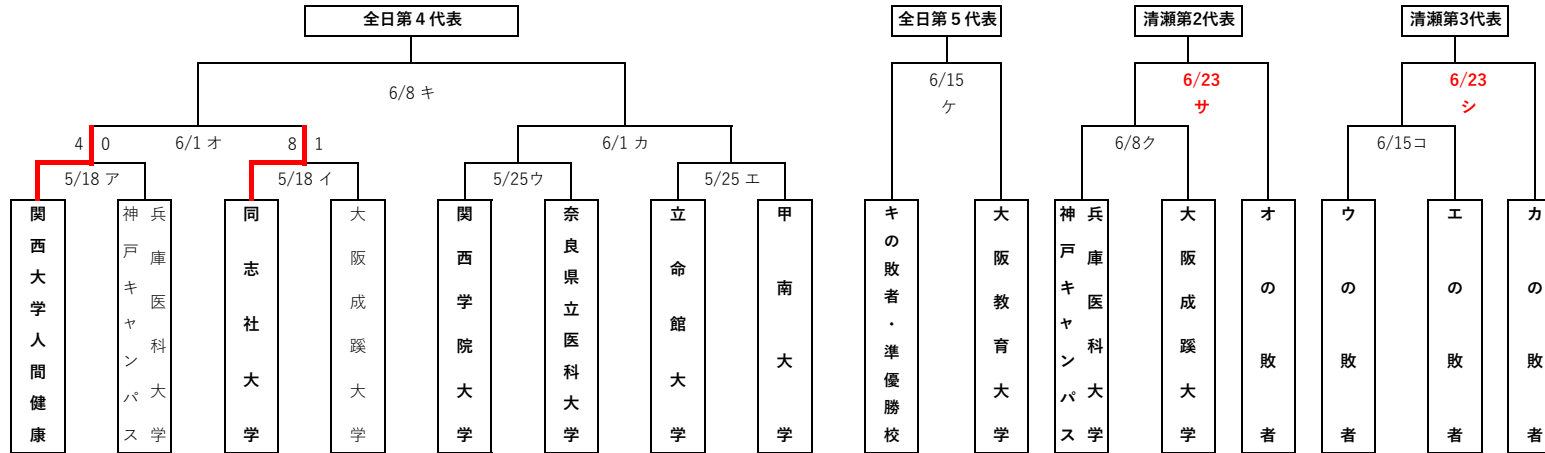 全日第４代表
全日第５代表
清瀬第2代表
清瀬第3代表
6/8 キ
6/15
ケ
6/23
サ
6/23
シ
4 0
6/1 オ
8 1
6/1 カ
6/8ク
6/15コ
5/18 ア
5/18 イ
5/25ウ
5/25 エ
関西大学人間健康
兵庫医科大学
神戸キャンパス
同志社大学
大阪成蹊大学
関西学院大学
奈良県立医科大学
立命館大学
甲南大学
キの敗者・準優勝校
大阪教育大学
兵庫医科大学
神戸キャンパス
大阪成蹊大学
オの敗者
ウの敗者
エの敗者
カの敗者